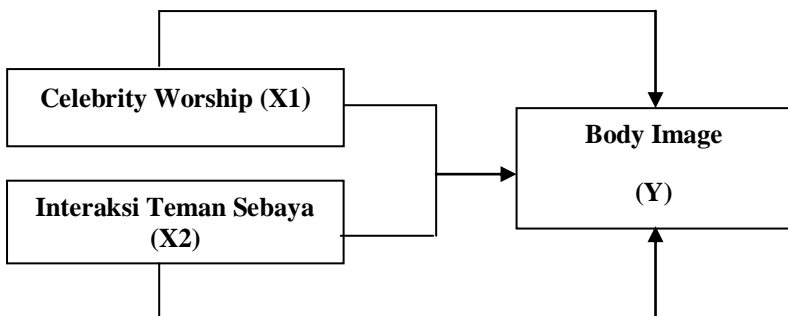 Celebrity Worship (X1)
Interaksi Teman Sebaya
(X2)
Body Image
(Y)